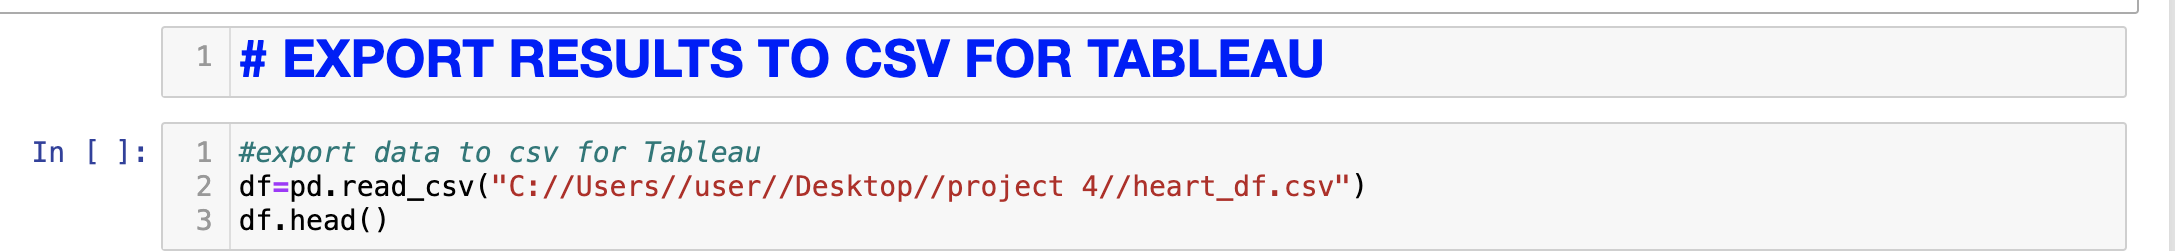 1 # EXPORT RESULTS TO CSV FOR TABLEAU
In [ ]: 1 #export data to csv for Tableau
2 df=pd.read_csv("C://Users//user//Desktop//project 4//heart_df.csv")
3 df.head()